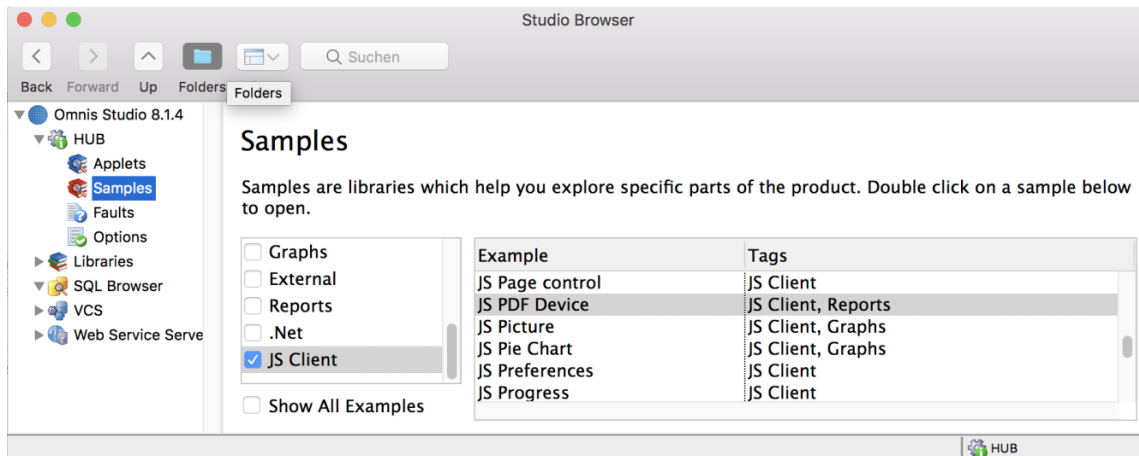 Studio Browser
Suchen
Back Forward Up Folders
Folders
Omnis Studio 8.1.4
HUB
Applets
Samples
Faults
Options
Libraries
SQL Browser
VCS
Web Service Serve
Samples
Samples are libraries which help you explore specific parts of the product. Double click on a sample below
to open.
Graphs
External
Reports
.Net
JS Client
Show All Examples
Example Tags
JS Page control JS Client
JS PDF Device JS Client, Reports
JS Picture JS Client, Graphs
JS Pie Chart JS Client, Graphs
JS Preferences JS Client
JS Progress JS Client
HUB